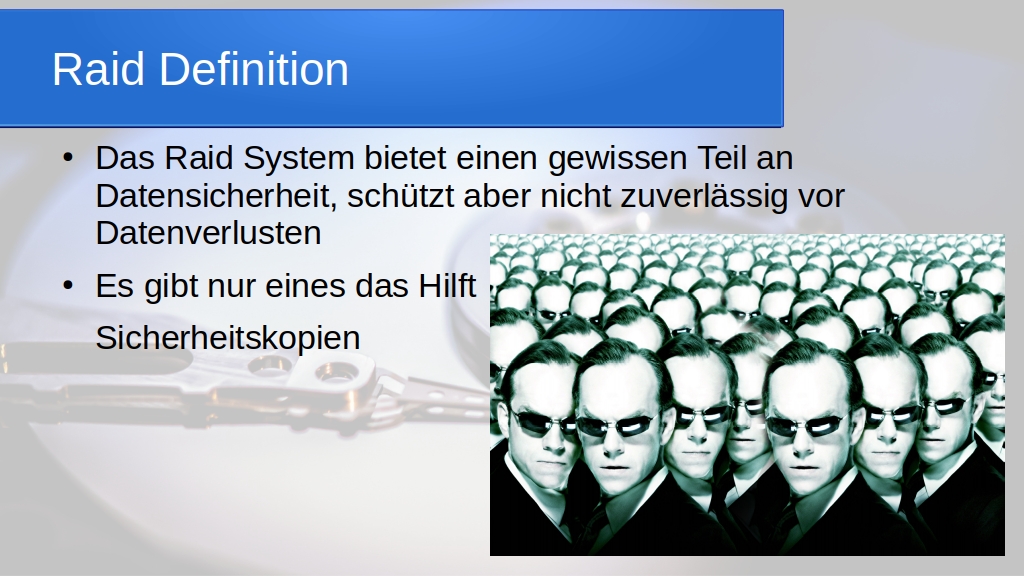 Raid Definition
• Das Raid System bietet einen gewissen Teil an
Datensicherheit, schützt aber nicht zuverlässig vor
Datenverlusten
• Es gibt nur eines das Hilft
Sicherheitskopien